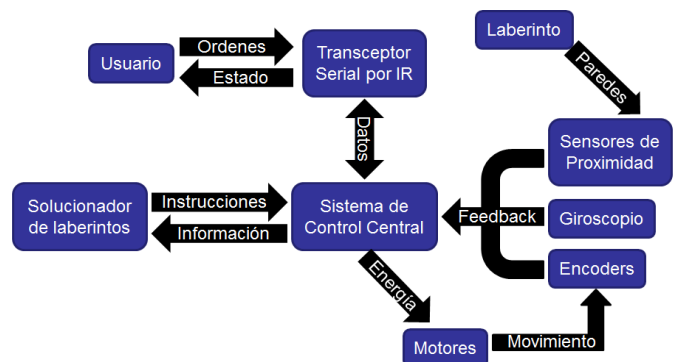 Usuario
Ordenes
Estado
Transceptor
Serial por IR
Laberinto
Paredes
Datos
Sensores de
Proximidad
Solucionador
de laberintos
Instrucciones
Información
Sistema de
Control Central
Feedback
Giroscopio
Encoders
Energía
Motores
Movimiento